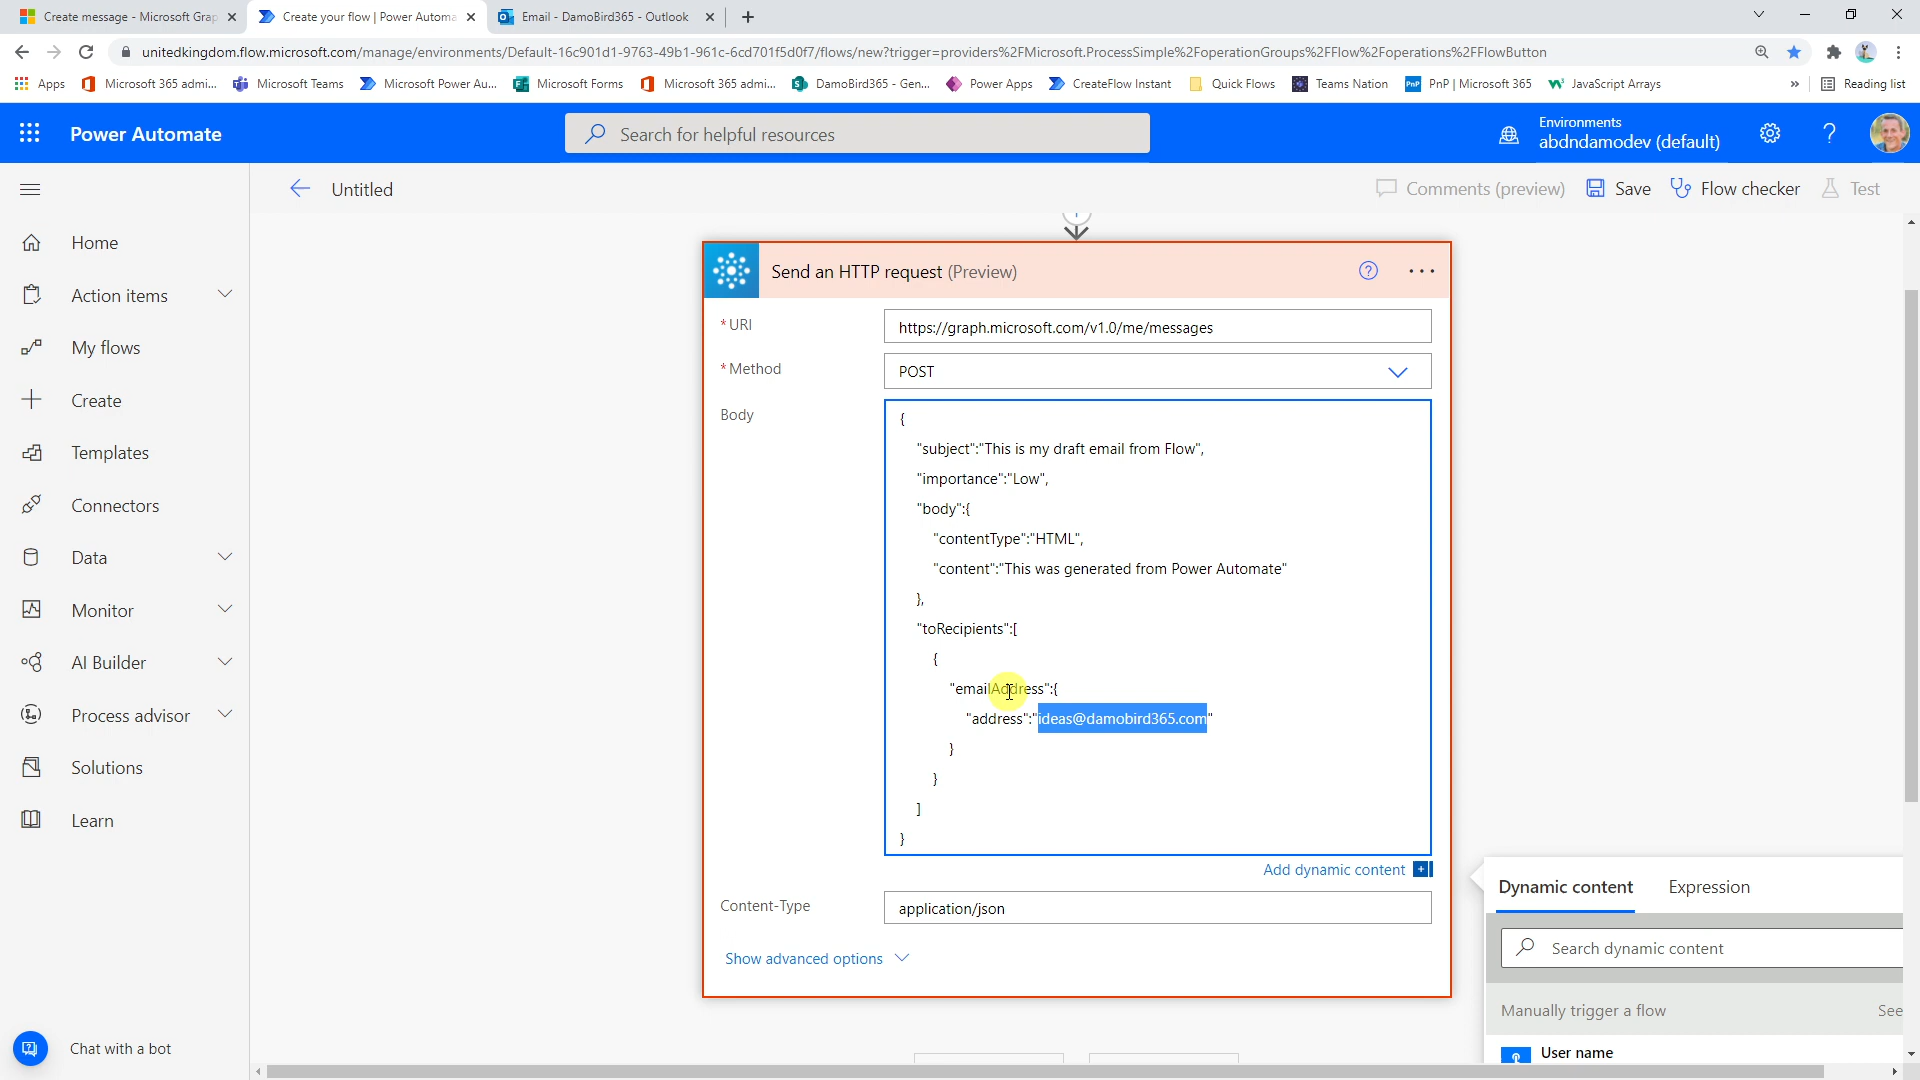 Create message - Microsoft Grap
Create your flow | Power Automa
Email - DamoBird365 - Outlook
unitedkingdom.flow.microsoft.com/manage/environments/Default-16c901d1-9763-49b1-961c-6cd701f5d0f7/flows/new?trigger=providers%2FMicrosoft.ProcessSimple%2FoperationGroups%2FFlow%2Foperations%2FFlowButton
Apps
Microsoft 365 admi...
Microsoft Teams
Microsoft Power Au...
Microsoft Forms
Microsoft 365 admi...
DamoBird365 - Gen...
Power Apps
CreateFlow Instant
Quick Flows
Teams Nation
PnP | Microsoft 365
JavaScript Arrays
»
Reading list
Power Automate
Search for helpful resources
Environments
abdndamodev (default)
Untitled
Comments (preview)
Save
Flow checker
Test
Home
Action items
My flows
Create
Templates
Connectors
Data
Monitor
AI Builder
Process advisor
Solutions
Learn
Chat with a bot
Send an HTTP request (Preview)
* URI
https://graph.microsoft.com/v1.0/me/messages
* Method
POST
Body
{
"subject":"This is my draft email from Flow",
"importance":"Low",
"body":{
"contentType":"HTML",
"content":"This was generated from Power Automate"
},
"toRecipients":[
{
"emailAddress":{
"address":"ideas@damobird365.com"
}
}
]
}
Add dynamic content
Content-Type
application/json
Show advanced options
Dynamic content
Expression
Search dynamic content
Manually trigger a flow
See
User name